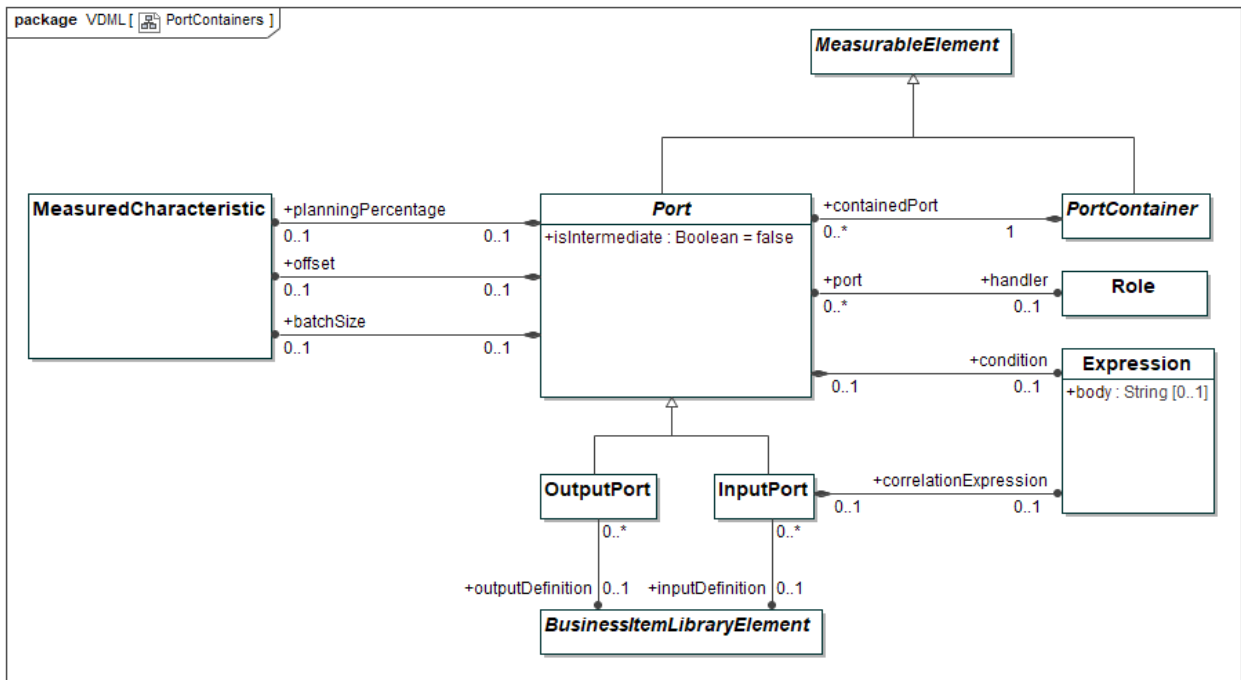 package VDML [ PortContainers ]
MeasurableElement
MeasuredCharacteristic
+planningPercentage
0..1 0..1
+offset
0..1 0..1
+batchSize
0..1 0..1
Port
+isIntermediate : Boolean = false
+containedPort
0..* 1
PortContainer
+port +handler
0..* 0..1
Role
+condition
0..1 0..1
Expression
+body : String [0..1]
OutputPort
InputPort
+correlationExpression
0..1 0..1
0..* 0..*
+outputDefinition 0..1 +inputDefinition 0..1
BusinessItemLibraryElement